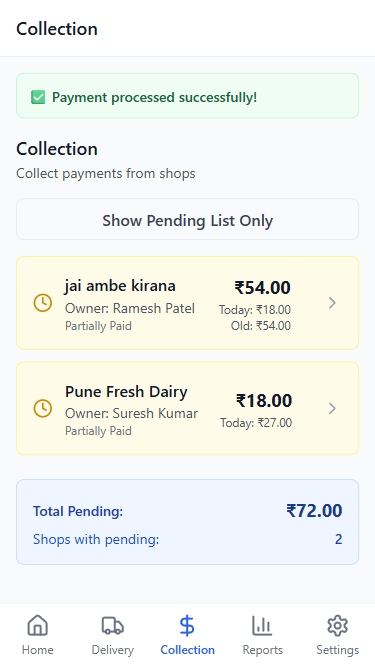 Collection
✅ Payment processed successfully!
Collection
Collect payments from shops
Show Pending List Only
jai ambe kirana
₹54.00
Owner: Ramesh Patel
Today: ₹18.00
Partially Paid
Old: ₹54.00
Pune Fresh Dairy
₹18.00
Owner: Suresh Kumar
Today: ₹27.00
Partially Paid
Total Pending: ₹72.00
Shops with pending: 2
Home Delivery Collection Reports Settings